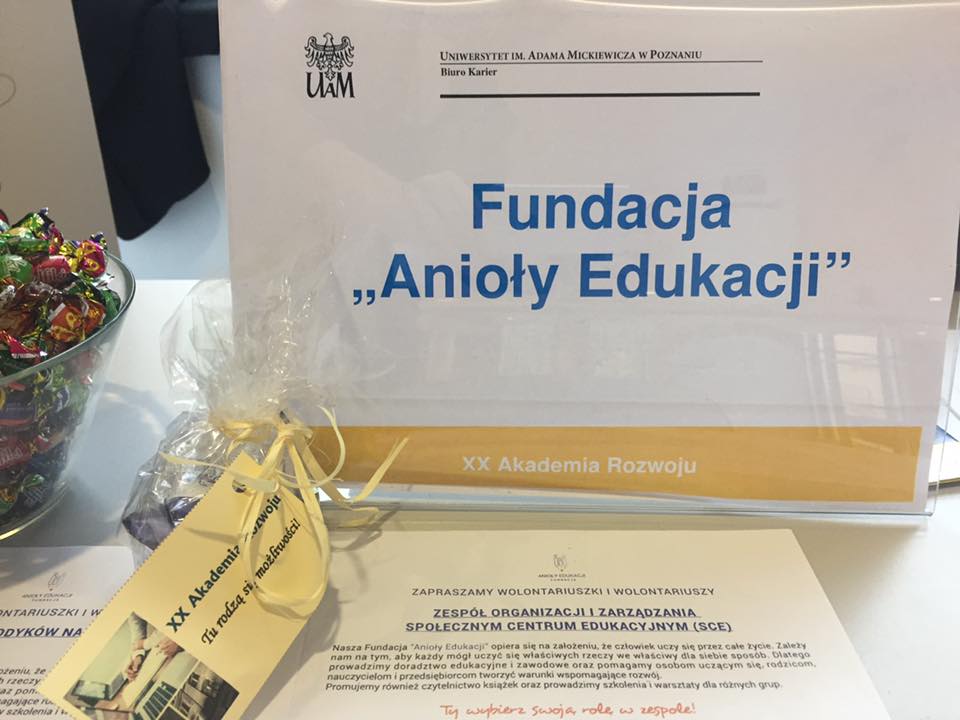 UAM
UNIWERSYTET IM. ADAMA MICKIEWICZA W POZNANIU
Biuro Karier
Fundacja
„Anioły Edukacji”
XX Akademia Rozwoju
XX Akademia Rozwoju
Tu rodzą się możliwości!
ANIOŁY EDUKACJI
FUNDACJA
ZAPRASZAMY WOLONTARIUSZKI I WOLONTARIUSZY
ZESPÓŁ ORGANIZACJI I ZARZĄDZANIA
SPOŁECZNYM CENTRUM EDUKACYJNYM (SCE)
Nasza Fundacja "Anioły Edukacji" opiera się na założeniu, że człowiek uczy się przez całe życie. Zależy
nam na tym, aby każdy mógł uczyć się właściwych rzeczy we właściwy dla siebie sposób. Dlatego
prowadzimy doradztwo edukacyjne i zawodowe oraz pomagamy osobom uczącym się, rodzicom,
nauczycielom i przedsiębiorcom tworzyć warunki wspomagające rozwój.
Promujemy również czytelnictwo książek oraz prowadzimy szkolenia i warsztaty dla różnych grup.
Ty wybierz swoją rolę w zespole!